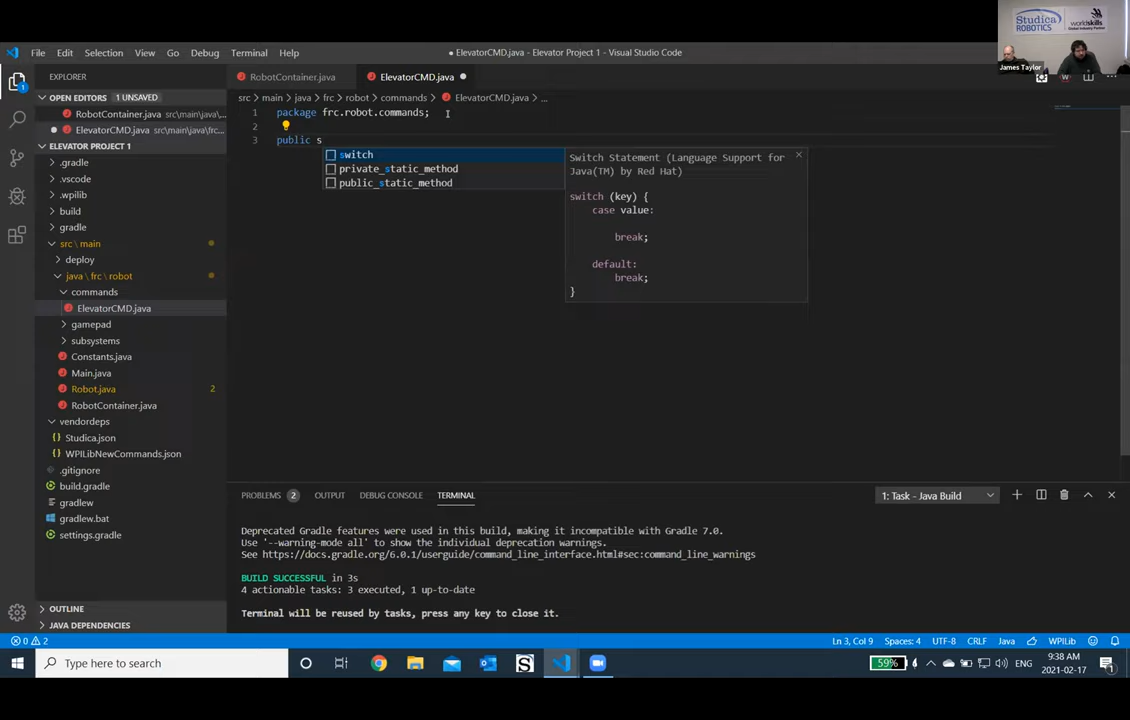 Studica
ROBOTICS
worldskills
Global Industry Partner
James Taylor
File Edit Selection View Go Debug Terminal Help
● ElevatorCMD.java - Elevator Project 1 - Visual Studio Code
EXPLORER
RobotContainer.java
ElevatorCMD.java ●
OPEN EDITORS 1 UNSAVED
src > main > java > frc > robot > commands > ElevatorCMD.java > ...
RobotContainer.java src\main\java\...
● ElevatorCMD.java src\main\java\frc...
ELEVATOR PROJECT 1
.gradle
.vscode
.wpilib
build
gradle
src \ main
deploy
java \ frc \ robot
commands
ElevatorCMD.java
gamepad
subsystems
Constants.java
Main.java
Robot.java 2
RobotContainer.java
vendordeps
Studica.json
WPILibNewCommands.json
.gitignore
build.gradle
gradlew
gradlew.bat
settings.gradle
OUTLINE
JAVA DEPENDENCIES
1 package frc.robot.commands;
2
3 public s
switch
private_static_method
public_static_method
Switch Statement (Language Support for
Java(TM) by Red Hat)
switch (key) {
case value:
break;
default:
break;
}
PROBLEMS 2 OUTPUT DEBUG CONSOLE TERMINAL
1: Task - Java Build
Deprecated Gradle features were used in this build, making it incompatible with Gradle 7.0.
Use '--warning-mode all' to show the individual deprecation warnings.
See https://docs.gradle.org/6.0.1/userguide/command_line_interface.html#sec:command_line_warnings
BUILD SUCCESSFUL in 3s
4 actionable tasks: 3 executed, 1 up-to-date
Terminal will be reused by tasks, press any key to close it.
0 2
Ln 3, Col 9 Spaces: 4 UTF-8 CRLF Java WPILib
Type here to search
59%
ENG
9:38 AM
2021-02-17
1